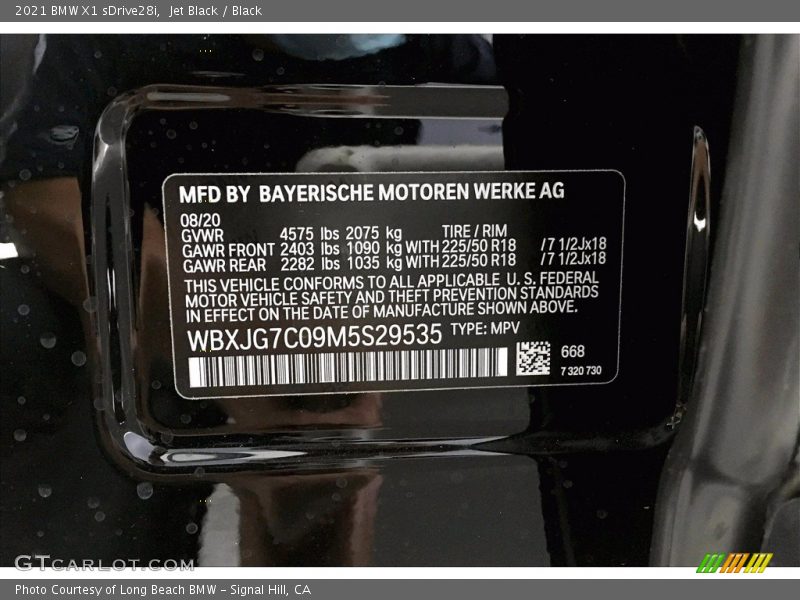 2021 BMW X1 sDrive28i, Jet Black / Black
MFD BY BAYERISCHE MOTOREN WERKE AG
08/20
GVWR 4575 lbs 2075 kg TIRE / RIM
GAWR FRONT 2403 lbs 1090 kg WITH 225/50 R18 /7 1/2Jx18
GAWR REAR 2282 lbs 1035 kg WITH 225/50 R18 /7 1/2Jx18
THIS VEHICLE CONFORMS TO ALL APPLICABLE U. S. FEDERAL
MOTOR VEHICLE SAFETY AND THEFT PREVENTION STANDARDS
IN EFFECT ON THE DATE OF MANUFACTURE SHOWN ABOVE.
WBXJG7C09M5S29535 TYPE: MPV
668
7 320 730
GTCARLOT.COM
Photo Courtesy of Long Beach BMW - Signal Hill, CA